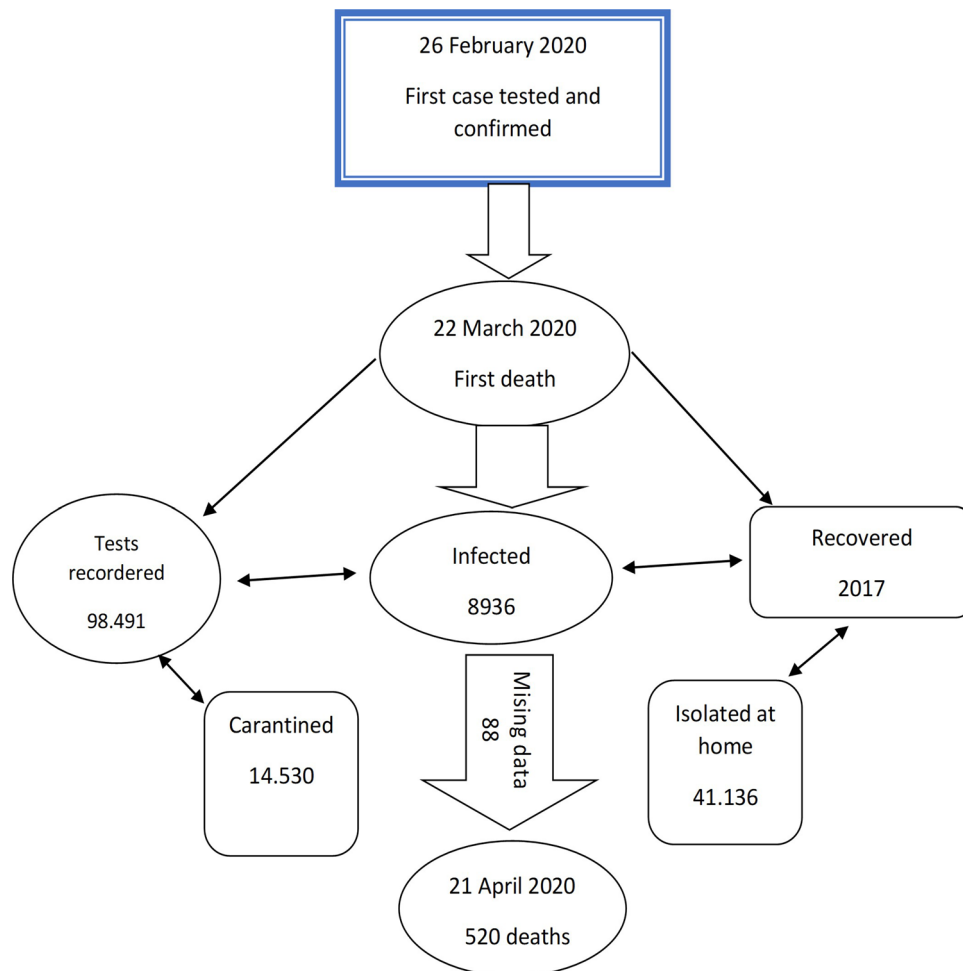 26 February 2020
First case tested and
confirmed
22 March 2020
First death
Tests
recordered
98.491
Infected
8936
Recovered
2017
Carantined
14.530
Mising data
88
Isolated at
home
41.136
21 April 2020
520 deaths